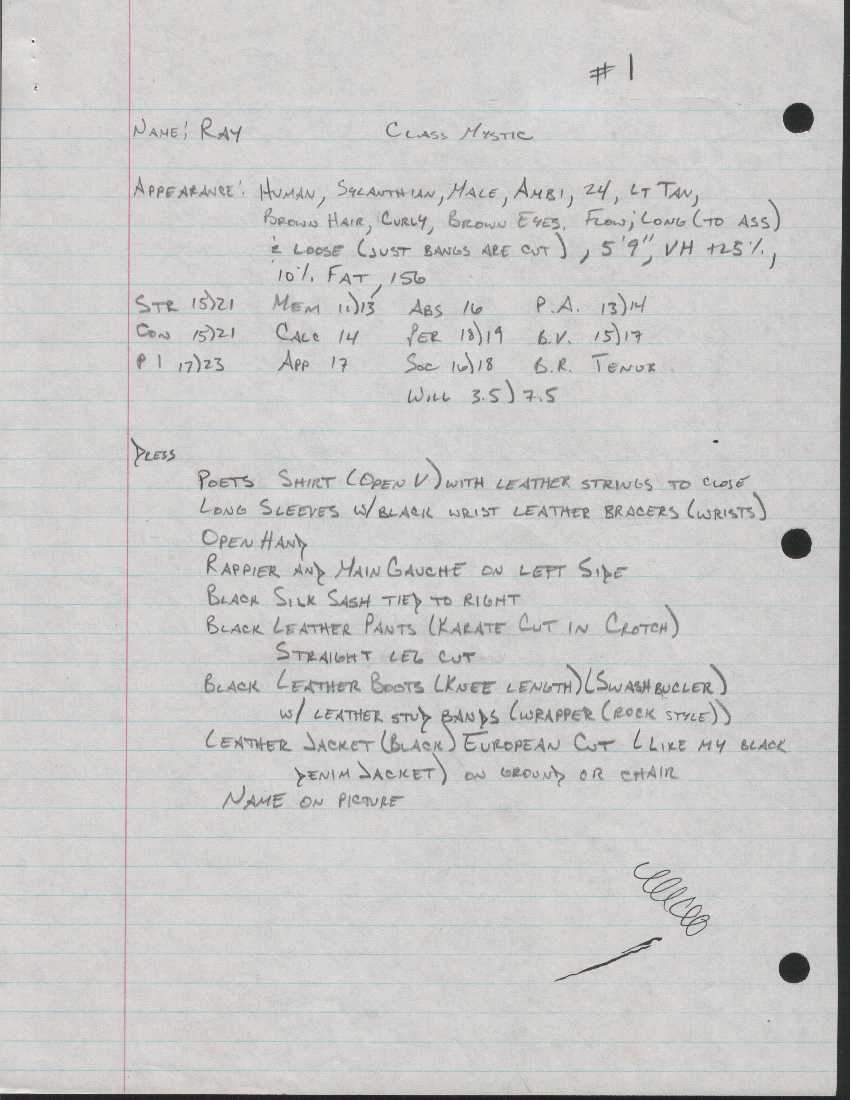 # 1
NAME: RAY CLASS MYSTIC
APPEARANCE: HUMAN, SYLANTHIAN, MALE, AMBI, 24, LT TAN,
BROWN HAIR, CURLY, BROWN EYES. FLOW; LONG (TO ASS)
& LOOSE (JUST BANGS ARE CUT), 5'9", VH +25%,
10% FAT, 156
STR 15)21 MEM 11)13 ABS 16 P.A. 13)14
CON 15)21 CALC 14 PER 18)19 B.V. 15)17
P I 17)23 APP 17 SOC 16)18 B.R. TENOR
WILL 3.5) 7.5
DRESS
POETS SHIRT (OPEN V) WITH LEATHER STRINGS TO CLOSE
LONG SLEEVES W/BLACK WRIST LEATHER BRACERS (WRISTS)
OPEN HAND
RAPPIER AND MAIN GAUCHE ON LEFT SIDE
BLACK SILK SASH TIED TO RIGHT
BLACK LEATHER PANTS (KARATE CUT IN CROTCH)
STRAIGHT LEG CUT
BLACK LEATHER BOOTS (KNEE LENGTH) (SWASHBUCLER)
W/ LEATHER STUD BANDS (WRAPPER (ROCK STYLE))
LEATHER JACKET (BLACK) EUROPEAN CUT (LIKE MY BLACK
DENIM JACKET) ON GROUND OR CHAIR
NAME ON PICTURE